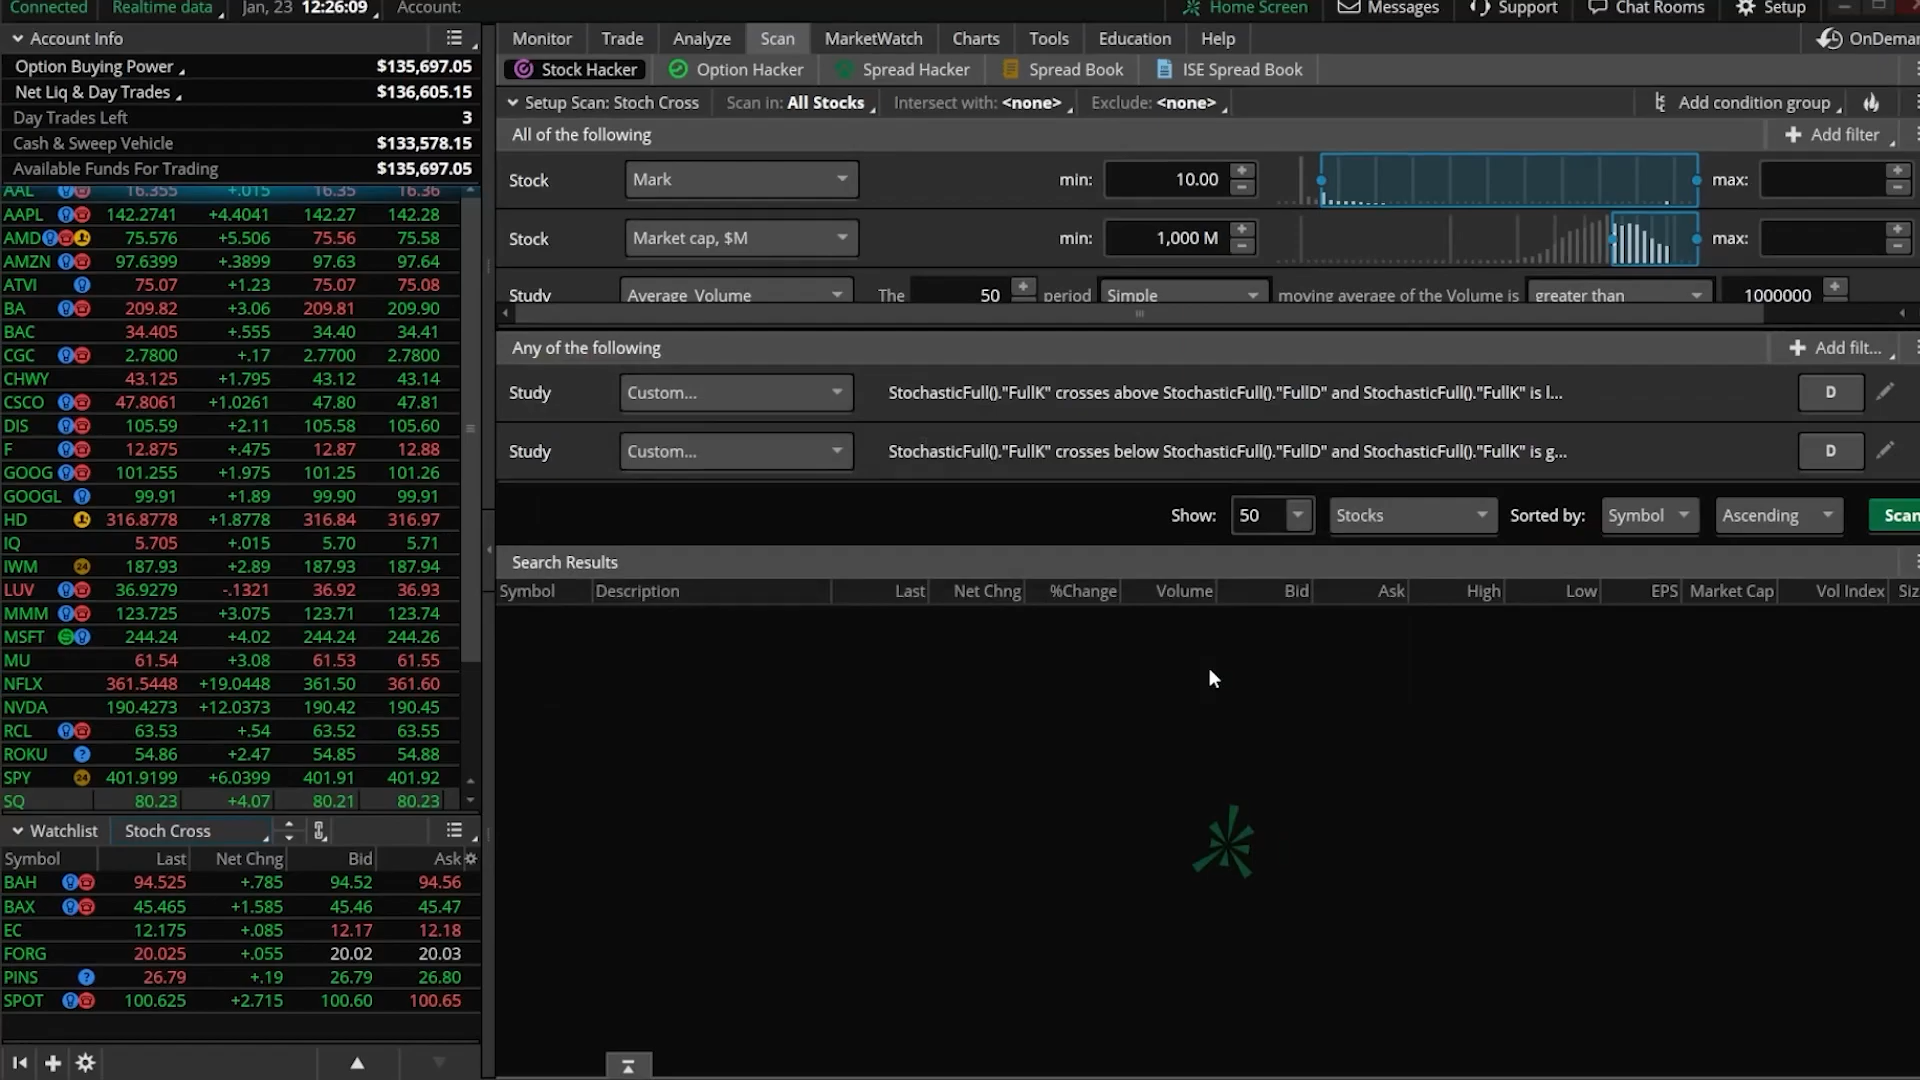 Connected Realtime data Jan, 23 12:26:09 Account: Home Screen Messages Support Chat Rooms Setup
Account Info
Option Buying Power $135,697.05
Net Liq & Day Trades $136,605.15
Day Trades Left 3
Cash & Sweep Vehicle $133,578.15
Available Funds For Trading $135,697.05
AAL 16.355 +.015 16.35 16.36
AAPL 142.2741 +4.4041 142.27 142.28
AMD 75.576 +5.506 75.56 75.58
AMZN 97.6399 +.3899 97.63 97.64
ATVI 75.07 +1.23 75.07 75.08
BA 209.82 +3.06 209.81 209.90
BAC 34.405 +.555 34.40 34.41
CGC 2.7800 +.17 2.7700 2.7800
CHWY 43.125 +1.795 43.12 43.14
CSCO 47.8061 +1.0261 47.80 47.81
DIS 105.59 +2.11 105.58 105.60
F 12.875 +.475 12.87 12.88
GOOG 101.255 +1.975 101.25 101.26
GOOGL 99.91 +1.89 99.90 99.91
HD 316.8778 +1.8778 316.84 316.97
IQ 5.705 +.015 5.70 5.71
IWM 24 187.93 +2.89 187.93 187.94
LUV 36.9279 -.1321 36.92 36.93
MMM 123.725 +3.075 123.71 123.74
MSFT 244.24 +4.02 244.24 244.26
MU 61.54 +3.08 61.53 61.55
NFLX 361.5448 +19.0448 361.50 361.60
NVDA 190.4273 +12.0373 190.42 190.45
RCL 63.53 +.54 63.52 63.55
ROKU ? 54.86 +2.47 54.85 54.88
SPY 24 401.9199 +6.0399 401.91 401.92
SQ 80.23 +4.07 80.21 80.23
Watchlist Stoch Cross
Symbol Last Net Chng Bid Ask
BAH 94.525 +.785 94.52 94.56
BAX 45.465 +1.585 45.46 45.47
EC 12.175 +.085 12.17 12.18
FORG 20.025 +.055 20.02 20.03
PINS ? 26.79 +.19 26.79 26.80
SPOT 100.625 +2.715 100.60 100.65
Monitor Trade Analyze Scan MarketWatch Charts Tools Education Help OnDeman
Stock Hacker Option Hacker Spread Hacker Spread Book ISE Spread Book
Setup Scan: Stoch Cross Scan in: All Stocks Intersect with: <none> Exclude: <none> Add condition group
All of the following + Add filter
Stock Mark min: 10.00 max:
Stock Market cap, $M min: 1,000 M max:
Study Average_Volume The 50 period Simple moving average of the Volume is greater than 1000000
Any of the following + Add filt...
Study Custom... StochasticFull()."FullK" crosses above StochasticFull()."FullD" and StochasticFull()."FullK" is l... D
Study Custom... StochasticFull()."FullK" crosses below StochasticFull()."FullD" and StochasticFull()."FullK" is g... D
Show: 50 Stocks Sorted by: Symbol Ascending Scan
Search Results
Symbol Description Last Net Chng %Change Volume Bid Ask High Low EPS Market Cap Vol Index Siz